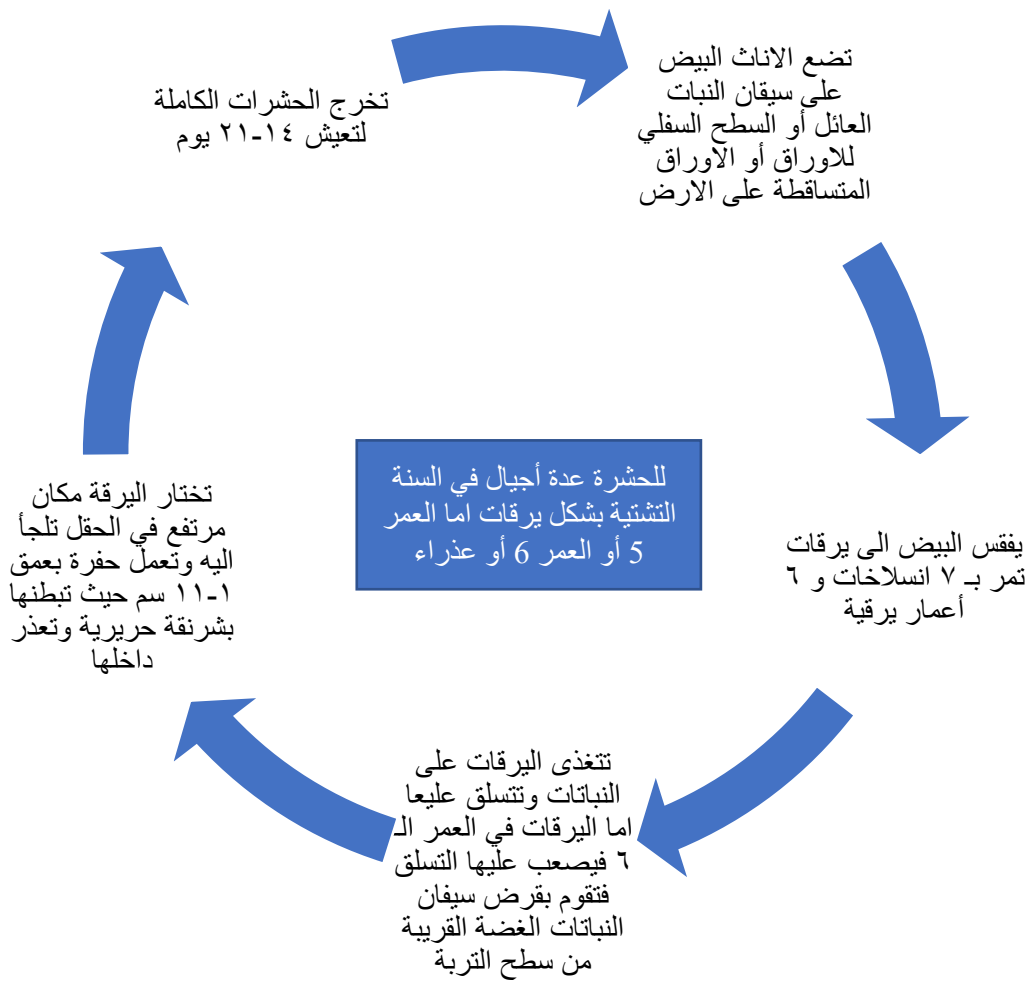 تضع الاناث البيض
على سيقان النبات
العائل أو السطح السفلي
للاوراق أو الاوراق
المتساقطة على الارض
يفقس البيض الى يرقات
تمر بـ ٧ انسلاخات و ٦
أعمار يرقية
تتغذى اليرقات على
النباتات وتتسلق عليعا
اما اليرقات في العمر الـ
٦ فيصعب عليها التسلق
فتقوم بقرض سيفان
النباتات الغضة القريبة
من سطح التربة
تختار اليرقة مكان
مرتفع في الحقل تلجأ
اليه وتعمل حفرة بعمق
١-١١ سم حيث تبطنها
بشرنقة حريرية وتعذر
داخلها
تخرج الحشرات الكاملة
لتعيش ١٤-٢١ يوم
للحشرة عدة أجيال في السنة
التشتية بشكل يرقات اما العمر
5 أو العمر 6 أو عذراء